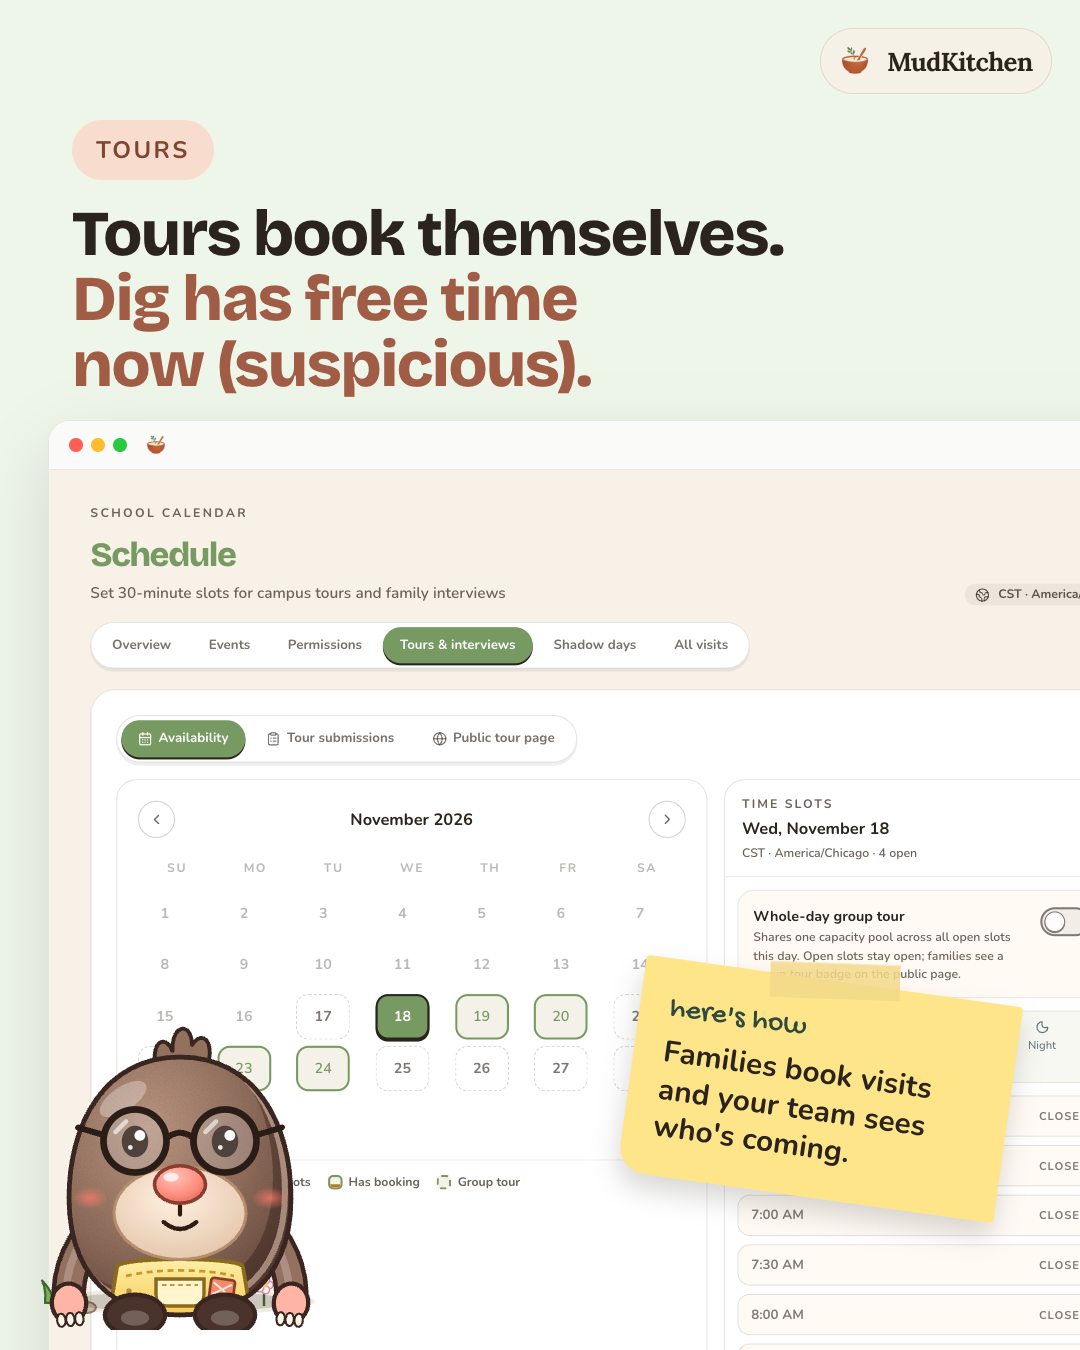 MudKitchen
TOURS
Tours book themselves.
Dig has free time
now (suspicious).
SCHOOL CALENDAR
Schedule
Set 30-minute slots for campus tours and family interviews
CST · America/
Overview Events Permissions Tours & interviews Shadow days All visits
Availability Tour submissions Public tour page
November 2026
SU MO TU WE TH FR SA
1 2 3 4 5 6 7
8 9 10 11 12 13 14
15 16 17 18 19 20
23 24 25 26 27
ots Has booking Group tour
TIME SLOTS
Wed, November 18
CST · America/Chicago · 4 open
Whole-day group tour
Shares one capacity pool across all open slots
this day. Open slots stay open; families see a
tour badge on the public page.
Night
CLOSE
CLOSE
7:00 AM CLOSE
7:30 AM CLOSE
8:00 AM CLOSE
here's how
Families book visits
and your team sees
who's coming.